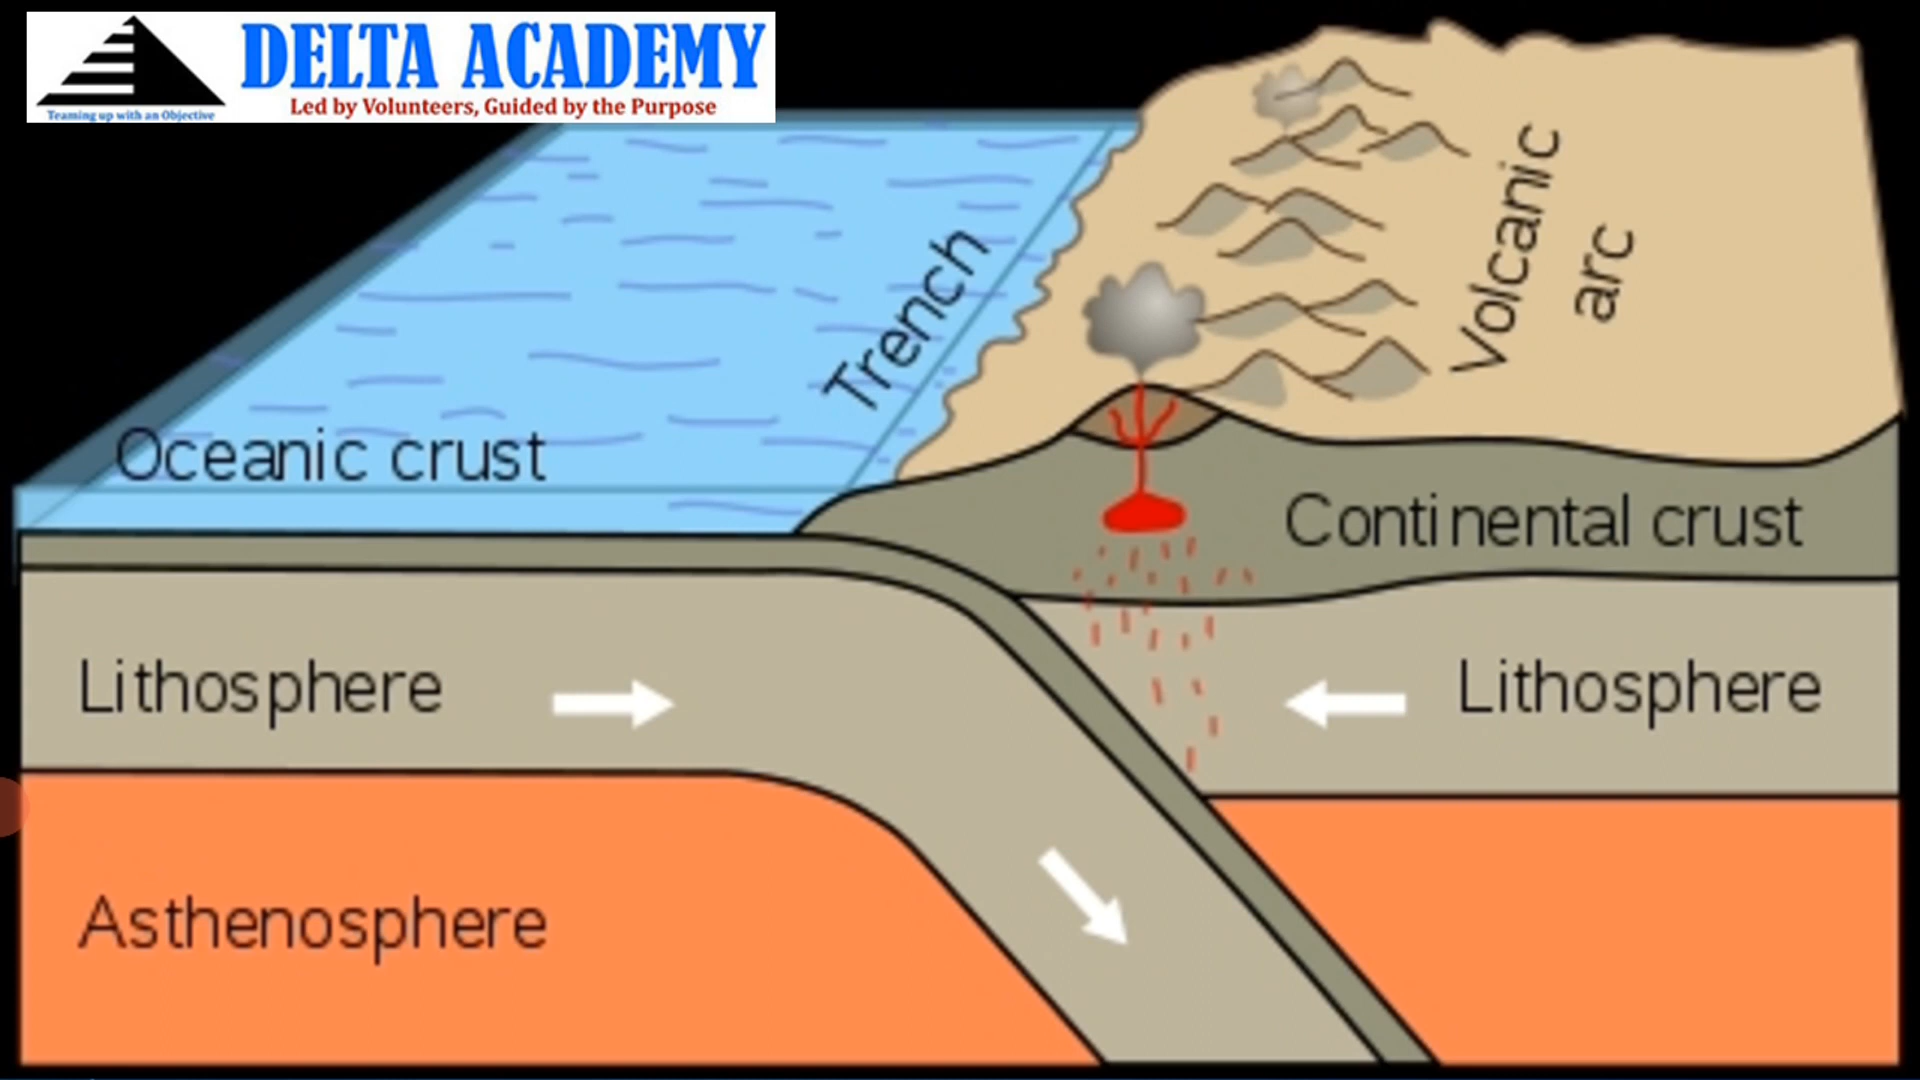 DELTA ACADEMY
Led by Volunteers, Guided by the Purpose
Teaming up with an Objective
Volcanic
arc
Trench
Oceanic crust
Continental crust
Lithosphere
Lithosphere
Asthenosphere